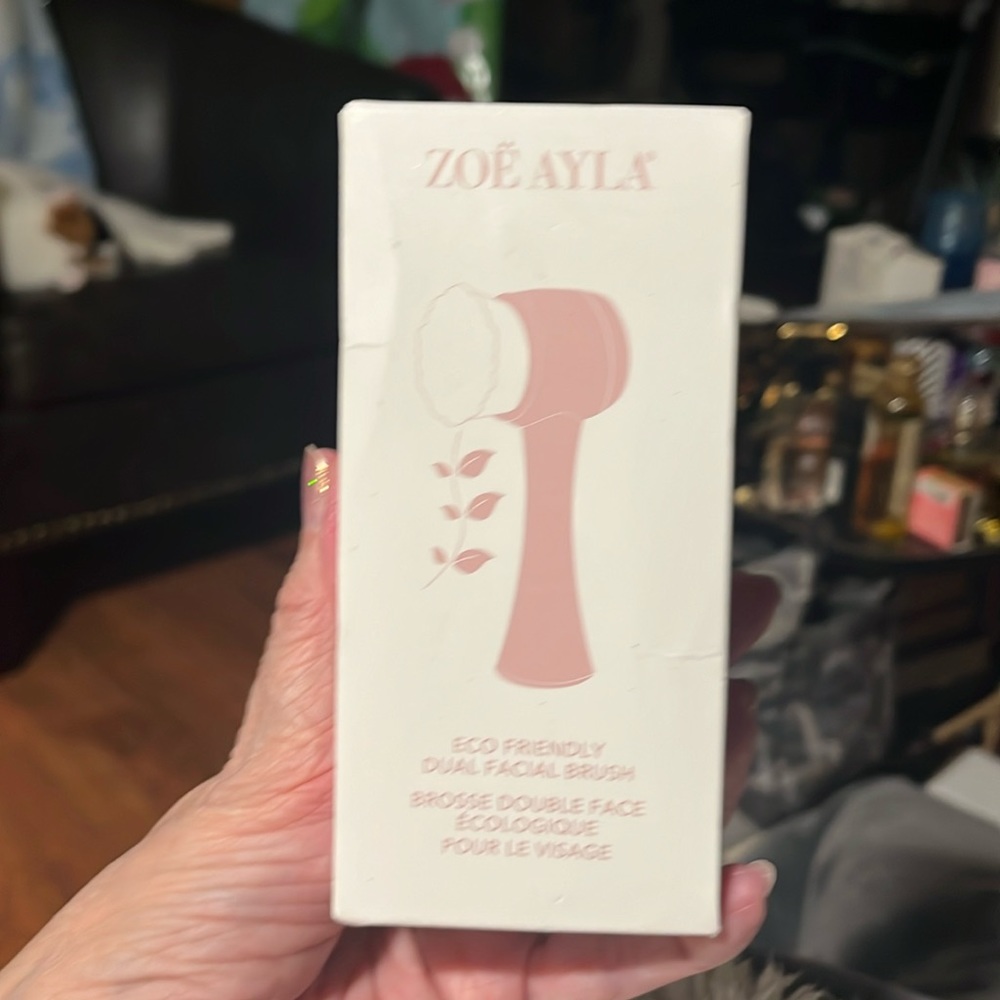 ZOË AYLA®
ECO FRIENDLY
DUAL FACIAL BRUSH
BROSSE DOUBLE FACE
ÉCOLOGIQUE
POUR LE VISAGE